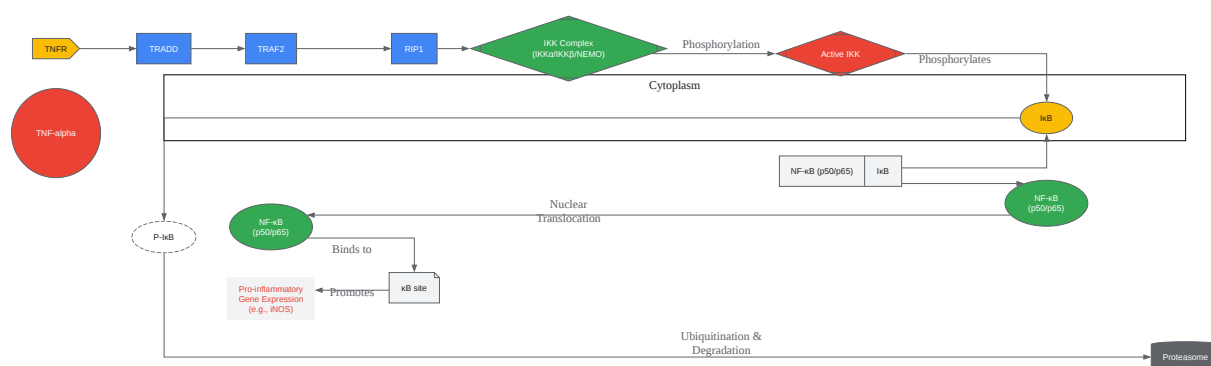 TNFR
TRADD
TRAF2
RIP1
IKK Complex
(IKKα/IKKβ/NEMO)
Phosphorylation
Active IKK
Phosphorylates
Cytoplasm
TNF-alpha
IκB
NF-κB (p50/p65)
IκB
NF-κB
(p50/p65)
Nuclear
Translocation
NF-κB
(p50/p65)
P-IκB
Binds to
κB site
Promotes
Pro-inflammatory
Gene Expression
(e.g., iNOS)
Ubiquitination &
Degradation
Proteasome